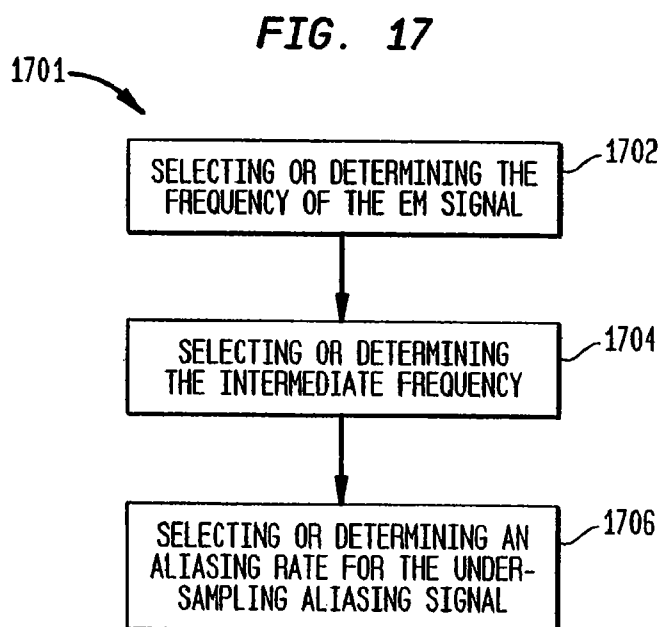 FIG. 17
1701
SELECTING OR DETERMINING THE
FREQUENCY OF THE EM SIGNAL
1702
SELECTING OR DETERMINING
THE INTERMEDIATE FREQUENCY
1704
SELECTING OR DETERMINING AN
ALIASING RATE FOR THE UNDER-
SAMPLING ALIASING SIGNAL
1706